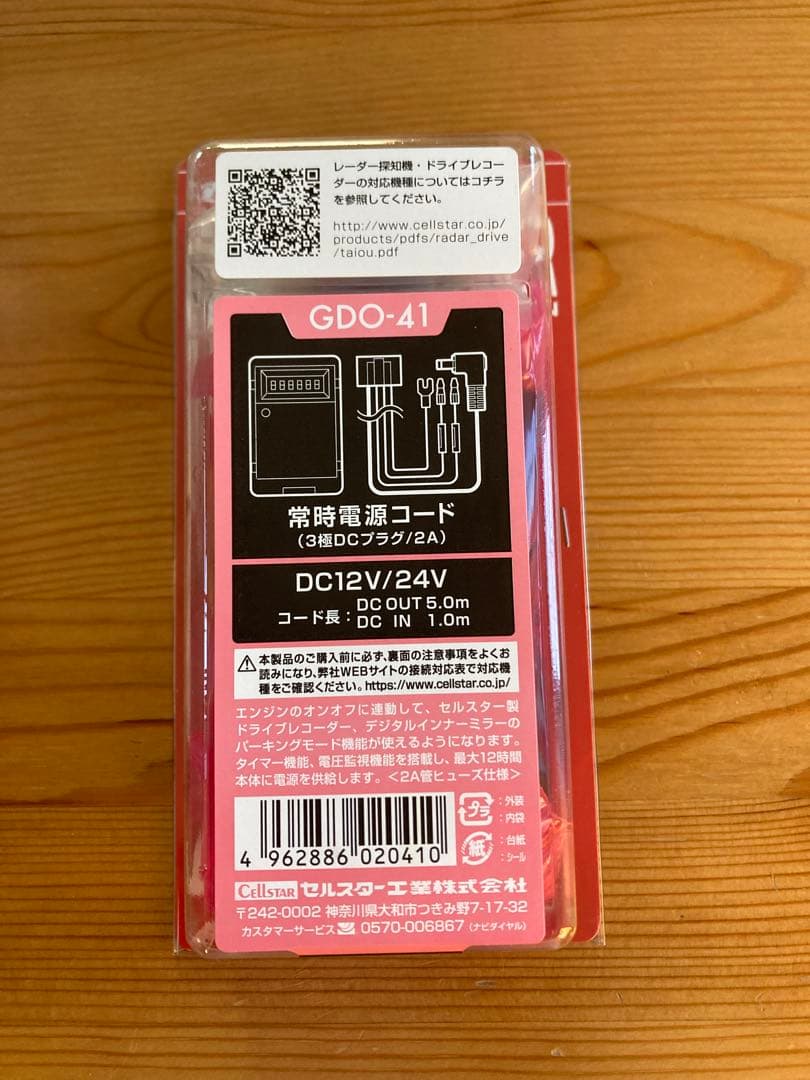 レーダー探知機・ドライブレコー
ダーの対応機種についてはコチラ
を参照してください。
http://www.cellstar.co.jp/
products/pdfs/radar_drive
/taiou.pdf
GDO-41
常時電源コード
(3極DCプラグ/2A)
DC12V/24V
コード長：DC OUT 5.0m
DC IN 1.0m
本製品のご購入前に必ず、裏面の注意事項をよくお
読みになり、弊社WEBサイトの接続対応表で対応機
種をご確認ください。https://www.cellstar.co.jp/
エンジンのオンオフに連動して、セルスター製
ドライブレコーダー、デジタルインナーミラーの
パーキングモード機能が使えるようになります。
タイマー機能、電圧監視機能を搭載し、最大12時間
本体に電源を供給します。<2A管ヒューズ仕様>
プラ：外装
：内袋
紙：台紙
：シール
4 962886 020410
CELLSTAR セルスター工業株式会社
〒242-0002 神奈川県大和市つきみ野7-17-32
カスタマーサービス 0570-006867 (ナビダイヤル)